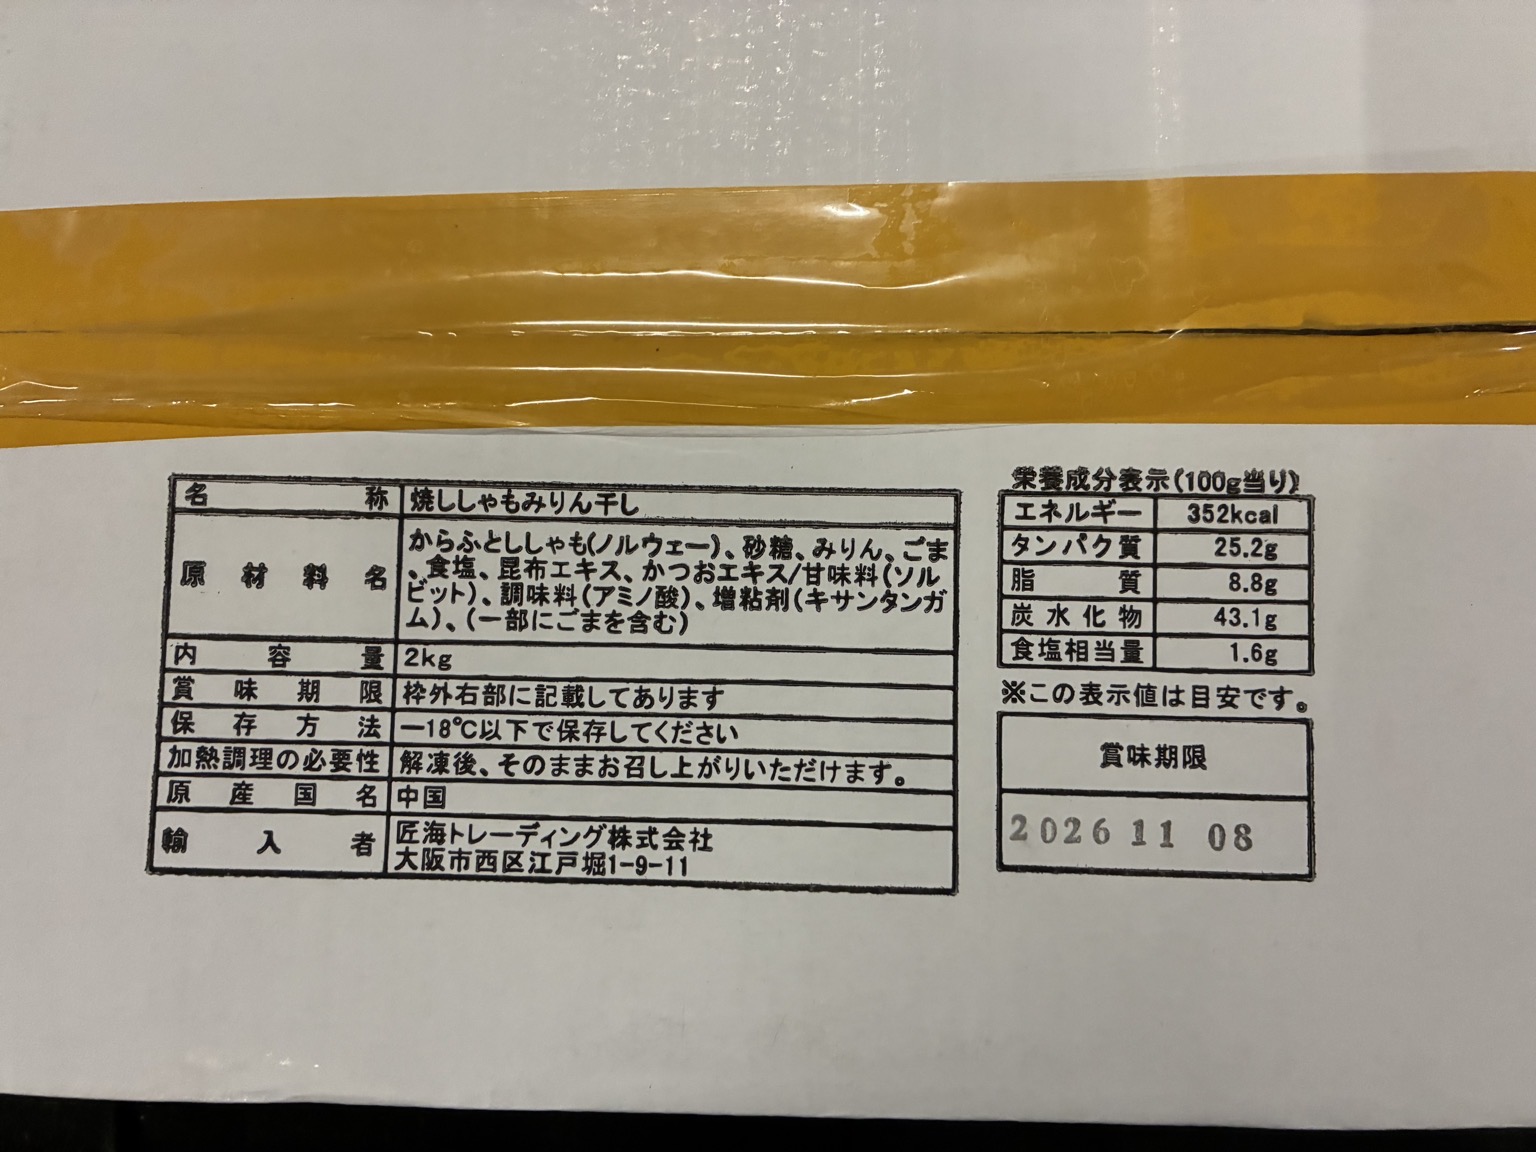 名称 焼ししゃもみりん干し
原材料名 からふとししゃも(ノルウェー)、砂糖、みりん、ごま
、食塩、昆布エキス、かつおエキス/甘味料(ソル
ビット)、調味料(アミノ酸)、増粘剤(キサンタンガ
ム)、(一部にごまを含む)
内容量 2kg
賞味期限 枠外右部に記載してあります
保存方法 －18℃以下で保存してください
加熱調理の必要性 解凍後、そのままお召し上がりいただけます。
原産国名 中国
輸入者 匠海トレーディング株式会社
大阪市西区江戸堀1-9-11
栄養成分表示(100g当り)
エネルギー 352kcal
タンパク質 25.2g
脂質 8.8g
炭水化物 43.1g
食塩相当量 1.6g
※この表示値は目安です。
賞味期限
2026 11 08